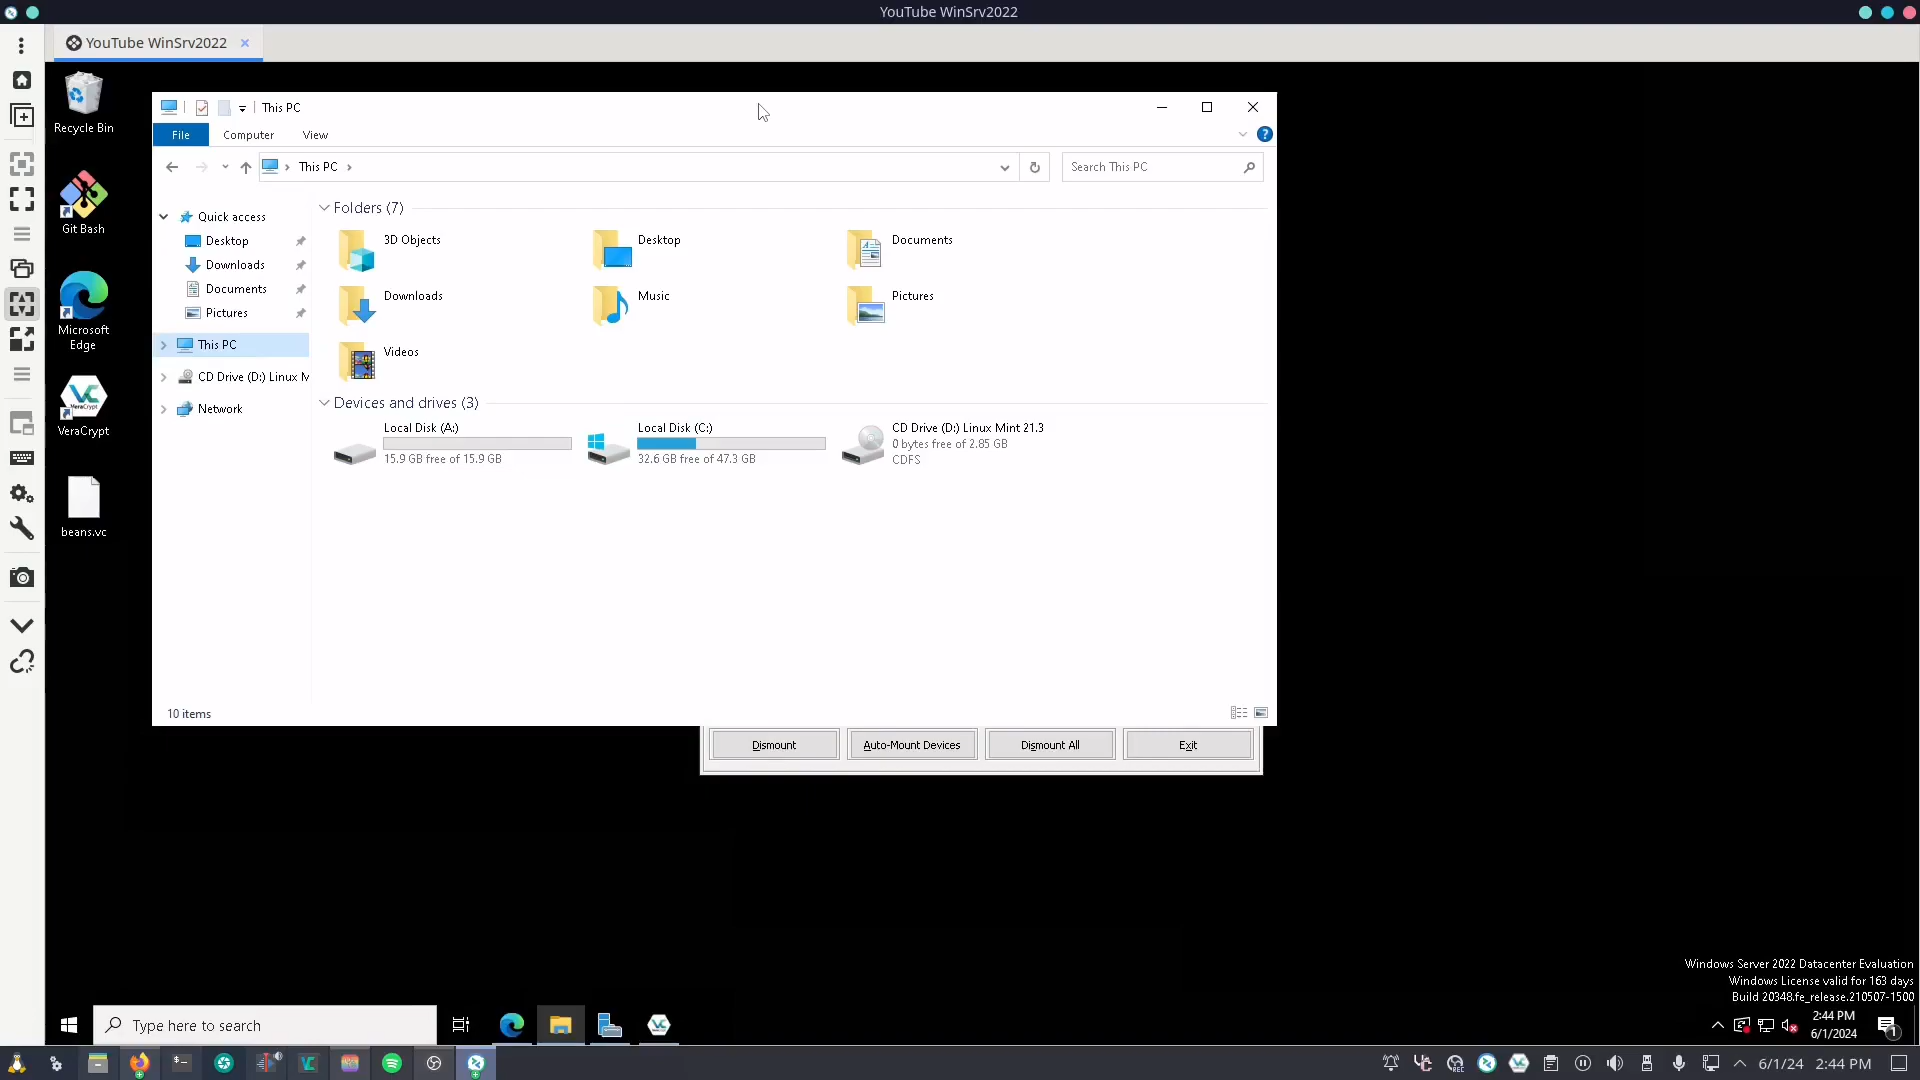 YouTube WinSrv2022
YouTube WinSrv2022
Recycle Bin
Git Bash
Microsoft
Edge
VeraCrypt
VeraCrypt
beans.vc
This PC
File
Computer
View
This PC
Search This PC
Quick access
Desktop
Downloads
Documents
Pictures
This PC
CD Drive (D:) Linux M
Network
Folders (7)
3D Objects
Desktop
Documents
Downloads
Music
Pictures
Videos
Devices and drives (3)
Local Disk (A:)
15.9 GB free of 15.9 GB
Local Disk (C:)
32.6 GB free of 47.3 GB
CD Drive (D:) Linux Mint 21.3
0 bytes free of 2.85 GB
CDFS
10 items
Dismount
Auto-Mount Devices
Dismount All
Exit
Windows Server 2022 Datacenter Evaluation
Windows License valid for 163 days
Build 20348.fe_release.210507-1500
Type here to search
2:44 PM
6/1/2024
1
REC
6/1/24
2:44 PM